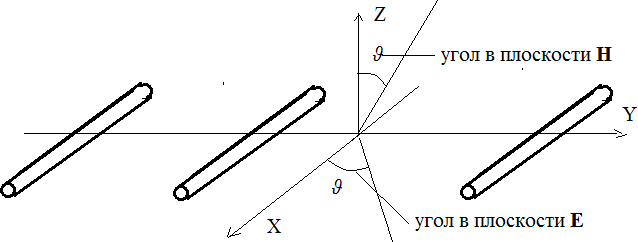 Z
ϑ
угол в плоскости H
Y
ϑ
X
угол в плоскости E